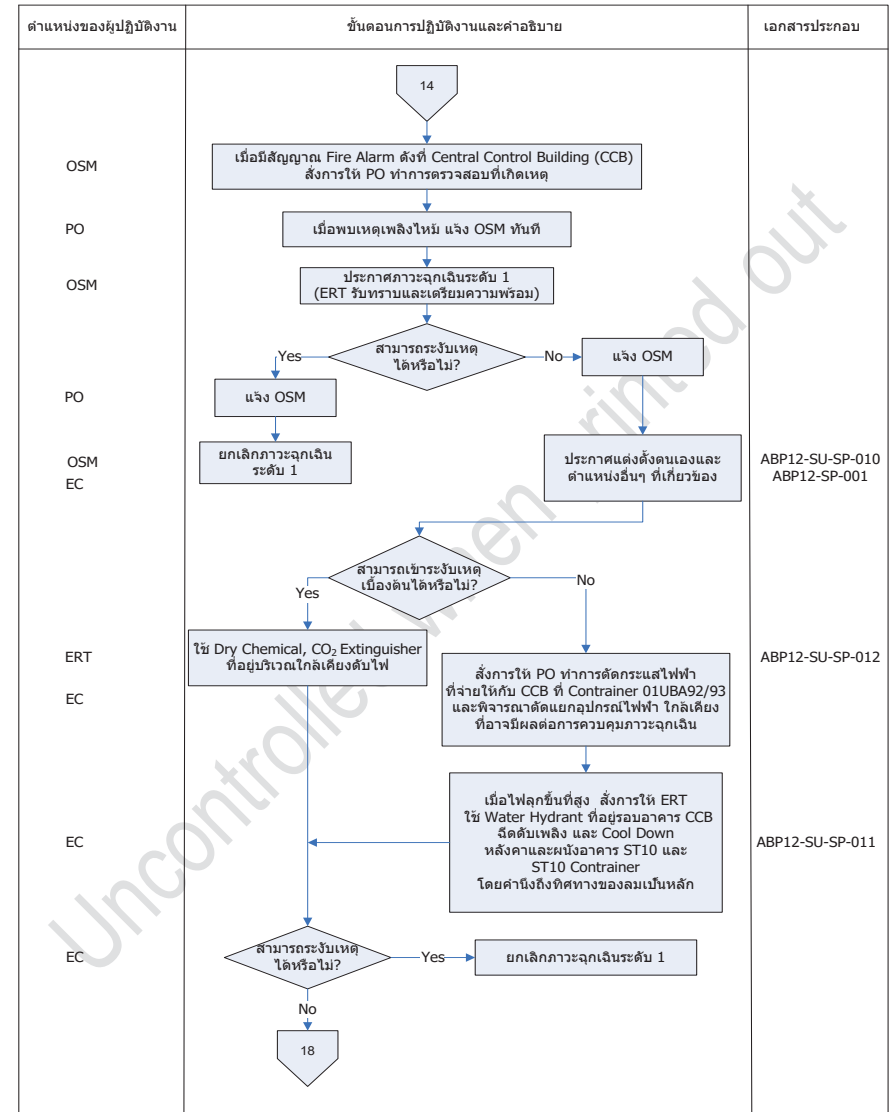 ตำแหน่งของผู้ปฏิบัติงาน
ขั้นตอนการปฏิบัติงานและคำอธิบาย
เอกสารประกอบ
14
OSM
เมื่อมีสัญญาณ Fire Alarm ดังที่ Central Control Building (CCB)
สั่งการให้ PO ทำการตรวจสอบที่เกิดเหตุ
PO
เมื่อพบเหตุเพลิงไหม้ แจ้ง OSM ทันที
OSM
ประกาศภาวะฉุกเฉินระดับ 1
(ERT รับทราบและเตรียมความพร้อม)
สามารถระงับเหตุ
ได้หรือไม่?
Yes
No
แจ้ง OSM
PO
แจ้ง OSM
OSM
EC
ยกเลิกภาวะฉุกเฉิน
ระดับ 1
ประกาศแต่งตั้งตนเองและ
ตำแหน่งอื่นๆ ที่เกี่ยวข้อง
ABP12-SU-SP-010
ABP12-SP-001
สามารถเข้าระงับเหตุ
เบื้องต้นได้หรือไม่?
Yes
No
ERT
ใช้ Dry Chemical, CO₂ Extinguisher
ที่อยู่บริเวณใกล้เคียงดับไฟ
ABP12-SU-SP-012
EC
สั่งการให้ PO ทำการตัดกระแสไฟฟ้า
ที่จ่ายให้กับ CCB ที่ Contrainer 01UBA92/93
และพิจารณาตัดแยกอุปกรณ์ไฟฟ้า ใกล้เคียง
ที่อาจมีผลต่อการควบคุมภาวะฉุกเฉิน
EC
เมื่อไฟลุกขึ้นที่สูง สั่งการให้ ERT
ใช้ Water Hydrant ที่อยู่รอบอาคาร CCB
ฉีดดับเพลิง และ Cool Down
หลังคาและผนังอาคาร ST10 และ
ST10 Contrainer
โดยคำนึงถึงทิศทางของลมเป็นหลัก
ABP12-SU-SP-011
EC
สามารถระงับเหตุ
ได้หรือไม่?
Yes
ยกเลิกภาวะฉุกเฉินระดับ 1
No
18
Uncontrolled when printed out